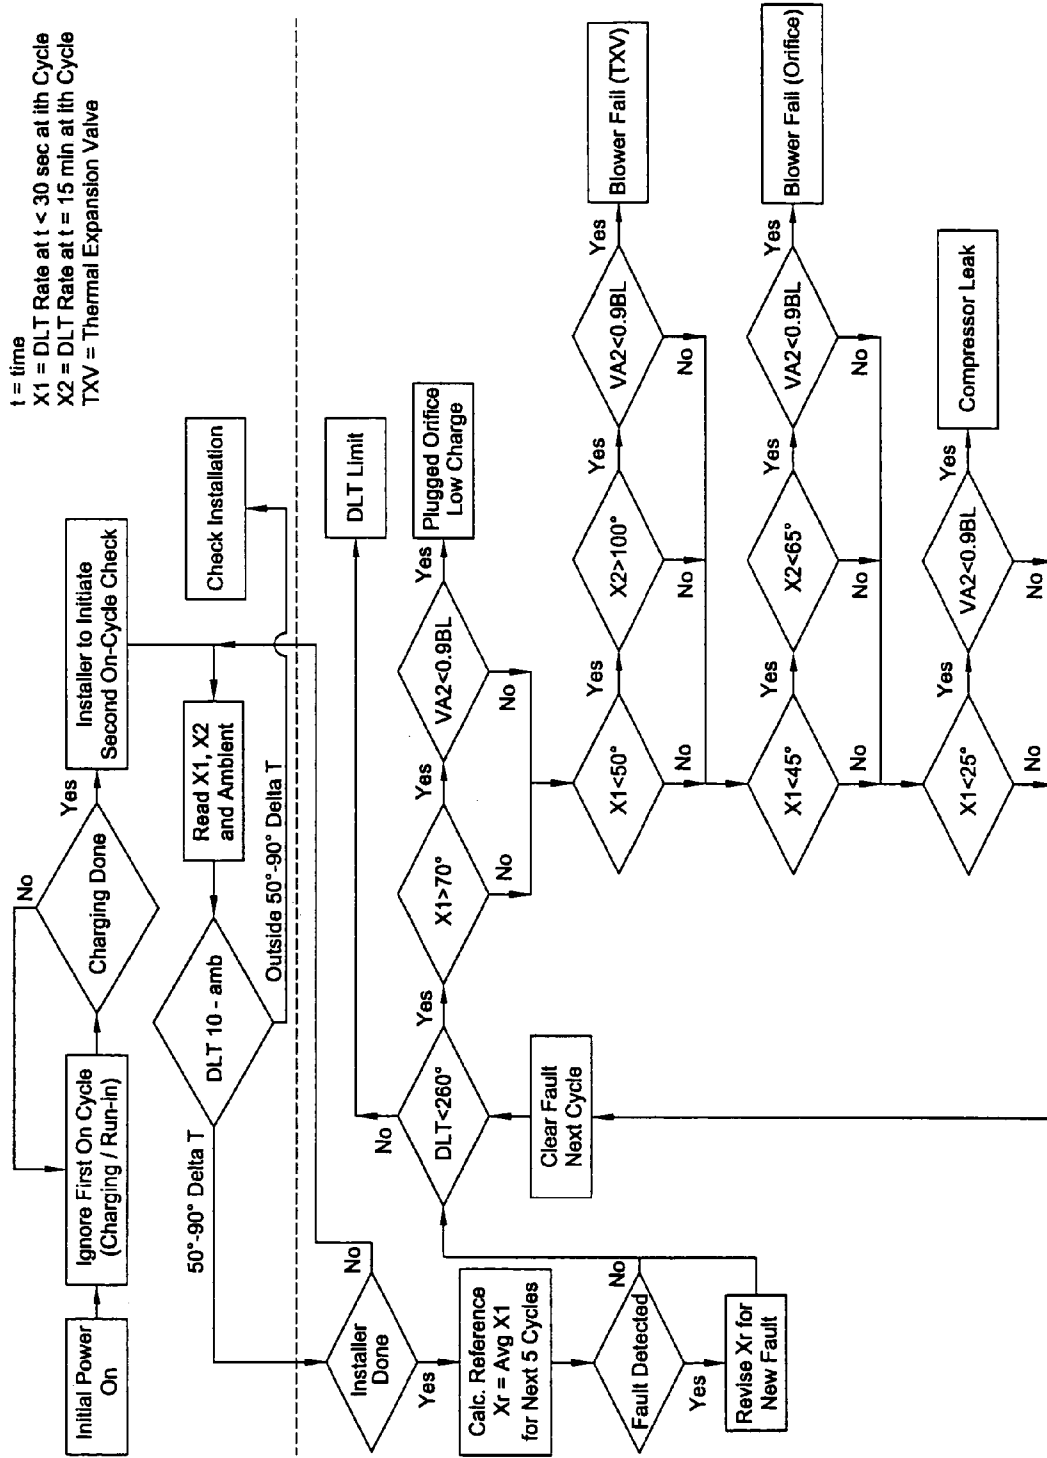 t = time
X1 = DLT Rate at t < 30 sec at ith Cycle
X2 = DLT Rate at t = 15 min at ith Cycle
TXV = Thermal Expansion Valve
Initial Power
On
Ignore First On Cycle
(Charging / Run-in)
Charging Done
No
Yes
Installer to Initiate
Second On-Cycle Check
Read X1, X2
and Ambient
DLT 10 - amb
50°-90° Delta T
Outside 50°-90° Delta T
Check Installation
Installer
Done
No
Yes
Calc. Reference
Xr = Avg X1
for Next 5 Cycles
Fault Detected
No
Yes
Revise Xr for
New Fault
Clear Fault
Next Cycle
DLT<260°
No
Yes
DLT Limit
X1>70°
No
Yes
VA2<0.9BL
No
Yes
Plugged Orifice
Low Charge
X1<50°
No
Yes
X2>100°
No
Yes
VA2<0.9BL
No
Yes
Blower Fail (TXV)
X1<45°
No
Yes
X2<65°
No
Yes
VA2<0.9BL
No
Yes
Blower Fail (Orifice)
X1<25°
No
Yes
VA2<0.9BL
No
Yes
Compressor Leak